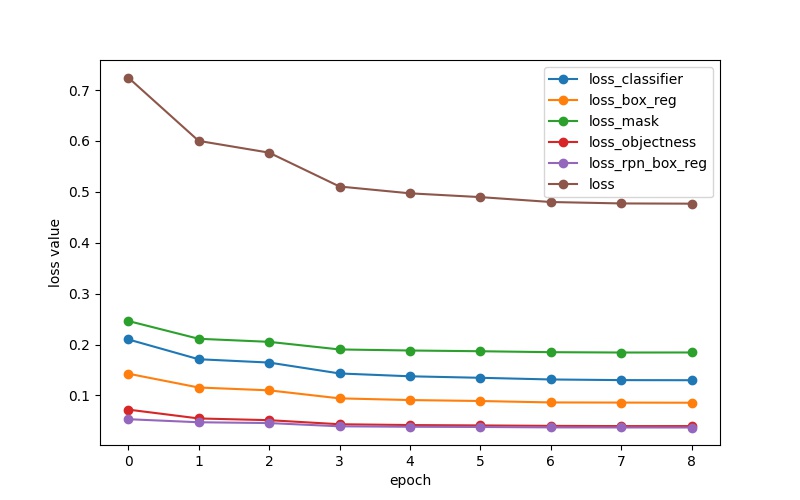 loss_classifier
loss_box_reg
loss_mask
loss_objectness
loss_rpn_box_reg
loss
0.7
0.6
0.5
0.4
0.3
0.2
0.1
loss value
0 1 2 3 4 5 6 7 8
epoch